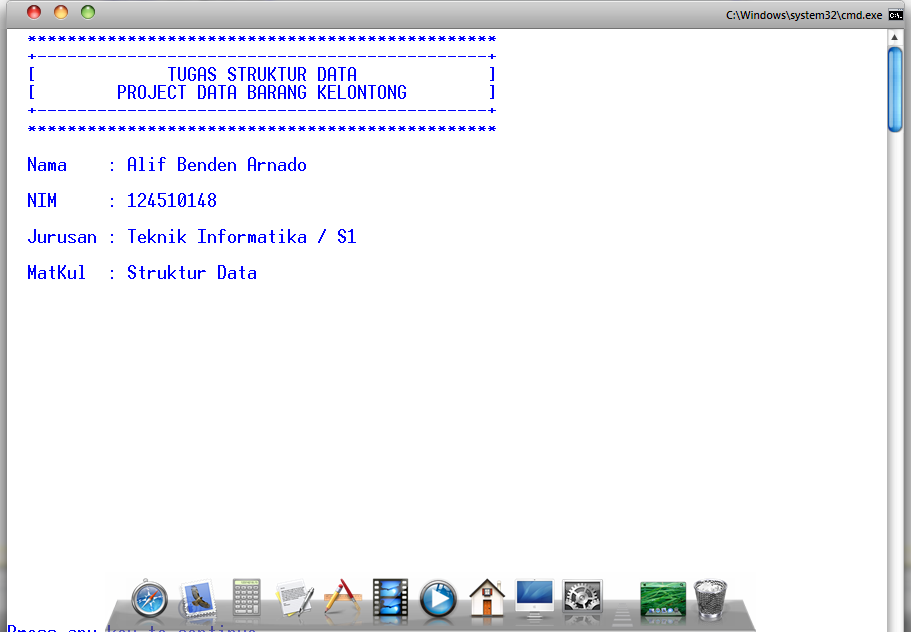 C:\Windows\system32\cmd.exe
***********************************************
+---------------------------------------------+
[ TUGAS STRUKTUR DATA ]
[ PROJECT DATA BARANG KELONTONG ]
+---------------------------------------------+
***********************************************
Nama : Alif Benden Arnado
NIM : 124510148
Jurusan : Teknik Informatika / S1
MatKul : Struktur Data
Press any key to continue